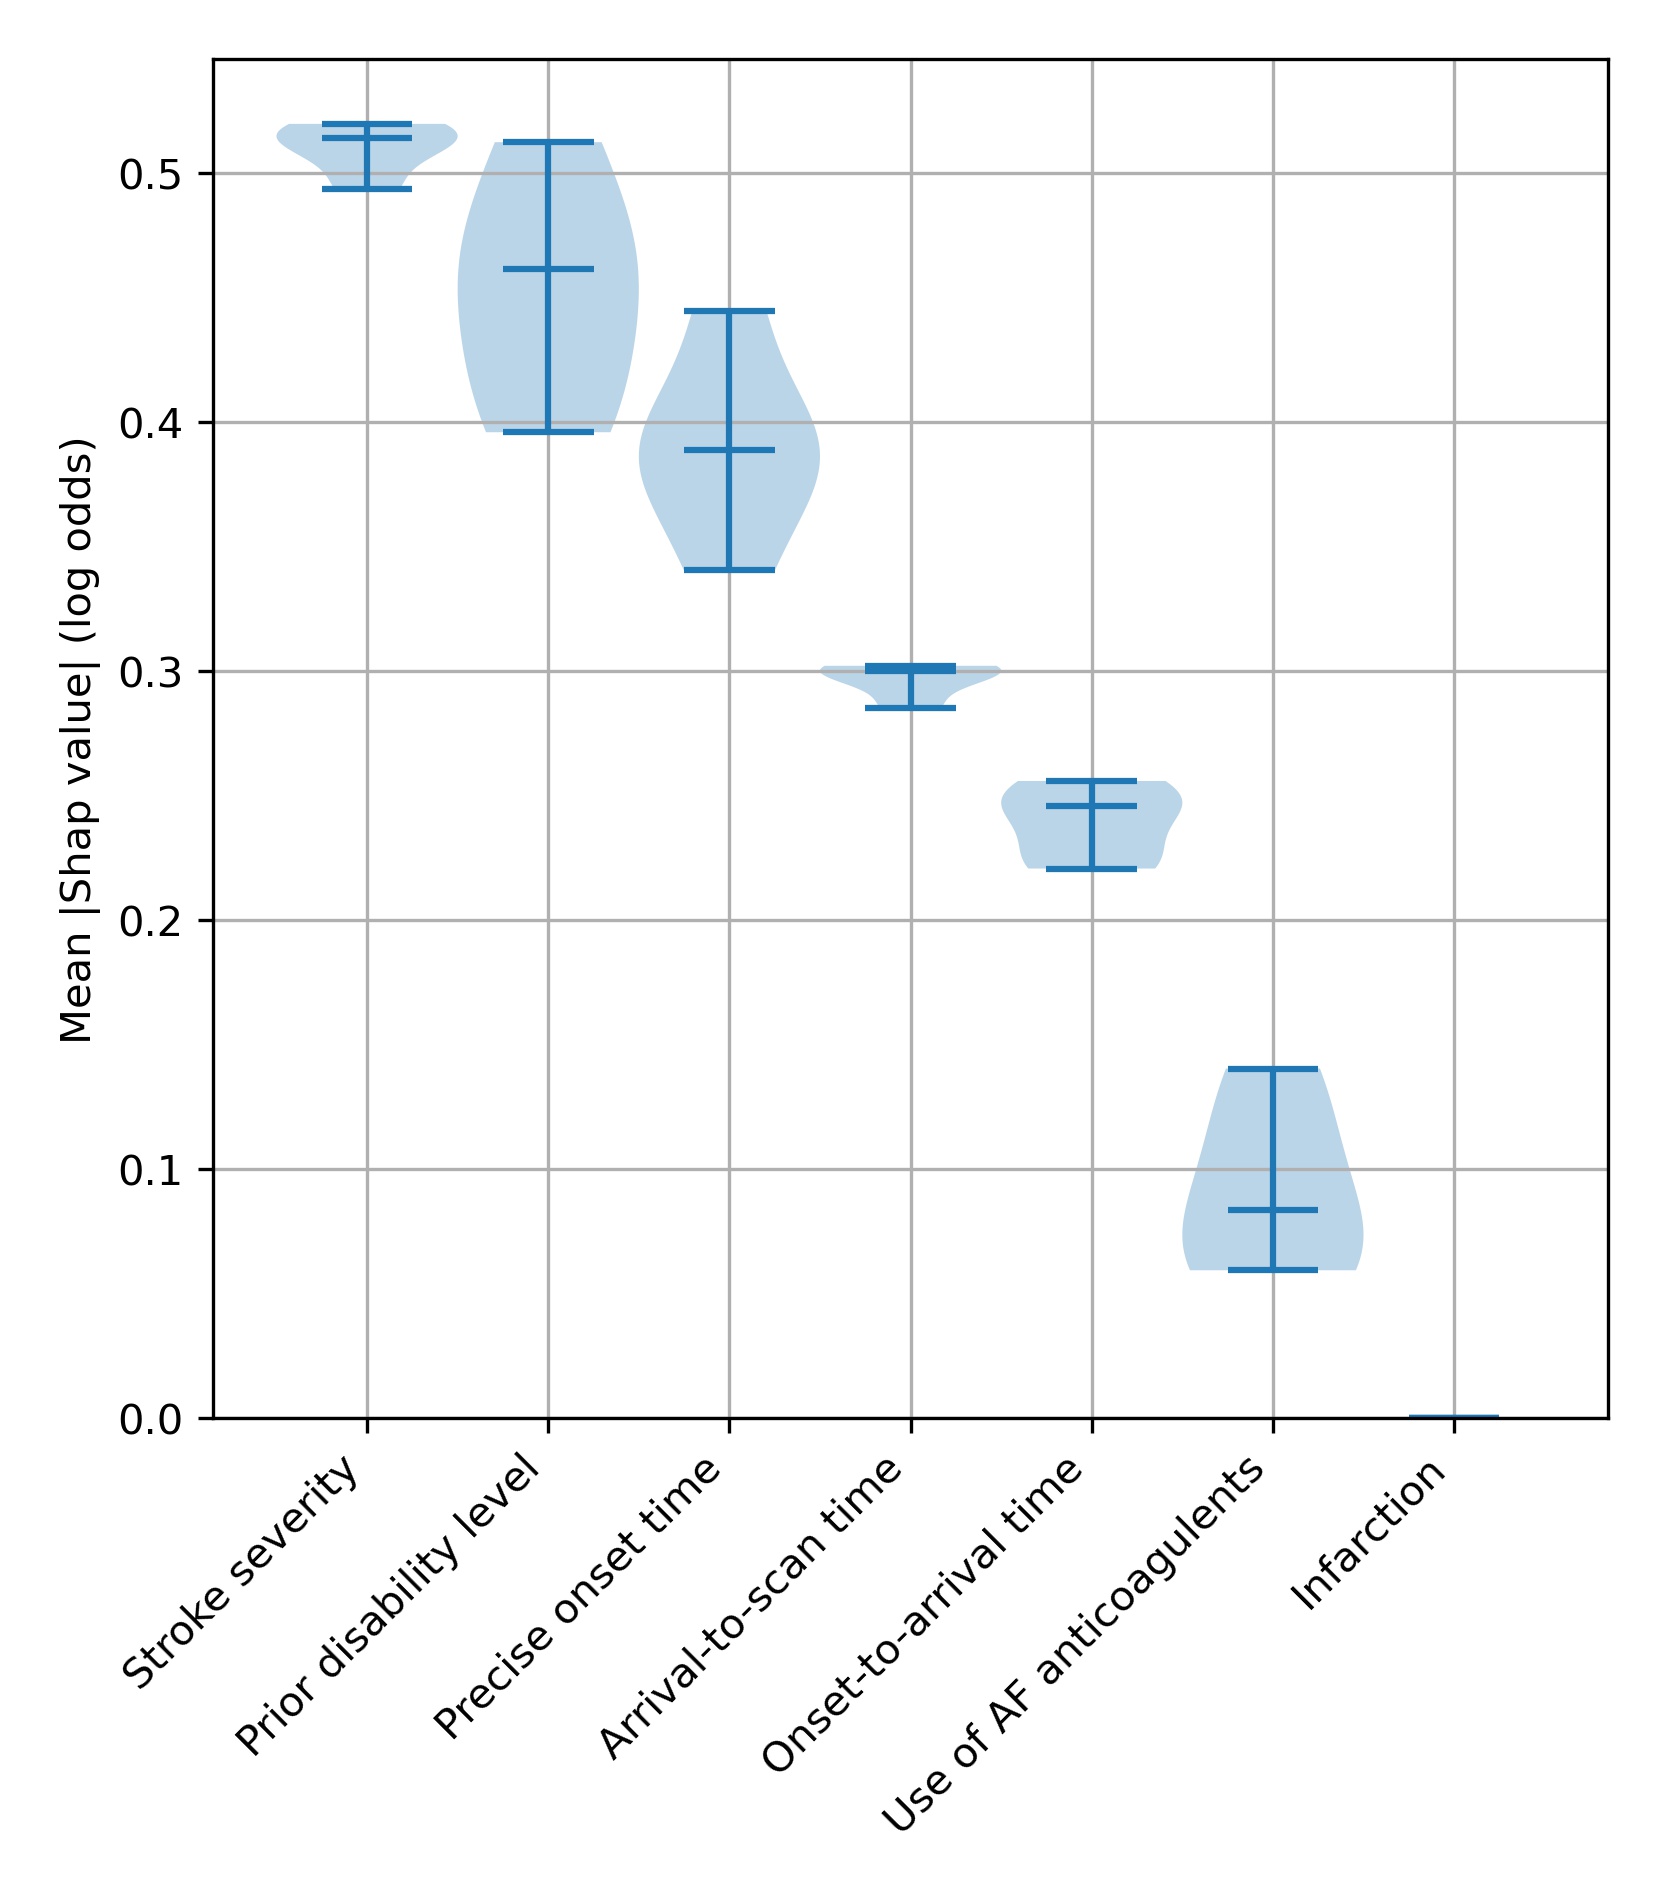 Mean |Shap value| (log odds)
0.5
0.4
0.3
0.2
0.1
0.0
Stroke severity
Prior disability level
Precise onset time
Arrival-to-scan time
Onset-to-arrival time
Use of AF anticoagulents
Infarction